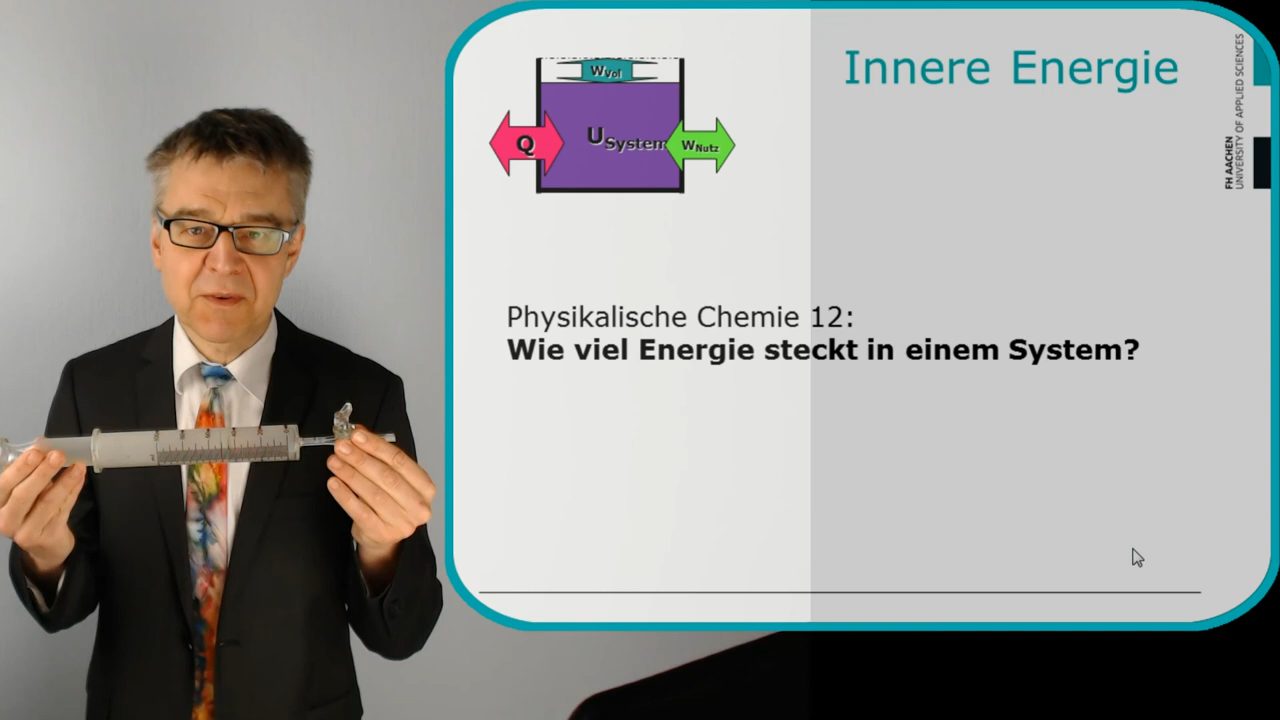 Innere Energie
W_Vol
U_System
Q
W_Nutz
FH AACHEN
UNIVERSITY OF APPLIED SCIENCES
Physikalische Chemie 12:
Wie viel Energie steckt in einem System?